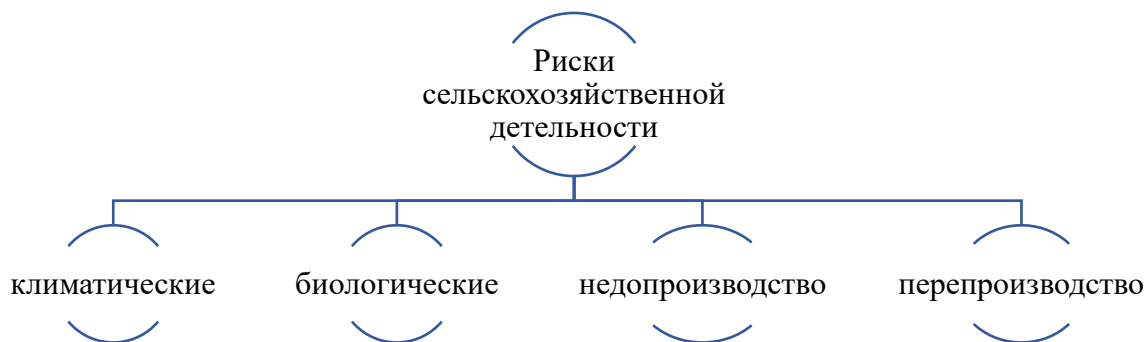 Риски
сельскохозяйственной
детельности
климатические
биологические
недопроизводство
перепроизводство